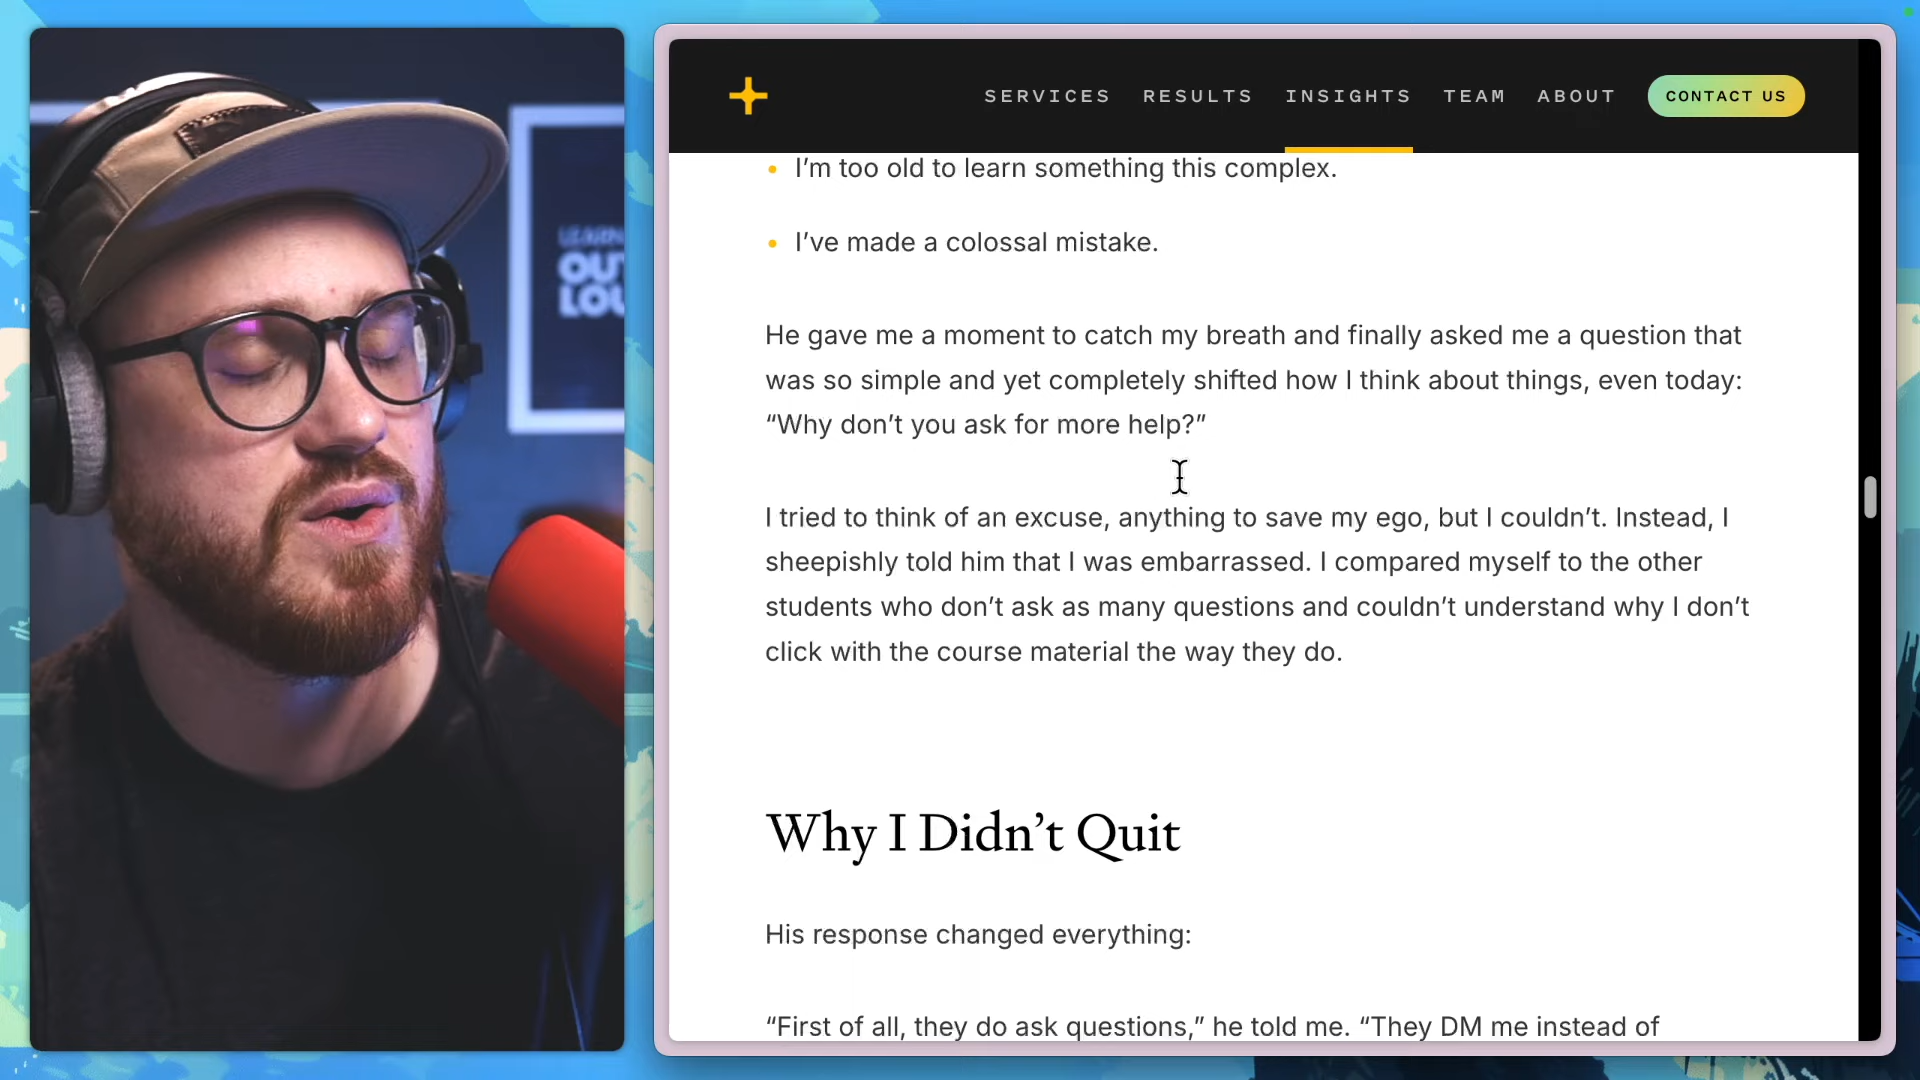 LEARN
OUT
LOU
SERVICES RESULTS INSIGHTS TEAM ABOUT CONTACT US
• I’m too old to learn something this complex.
• I’ve made a colossal mistake.
He gave me a moment to catch my breath and finally asked me a question that
was so simple and yet completely shifted how I think about things, even today:
“Why don’t you ask for more help?”
I tried to think of an excuse, anything to save my ego, but I couldn’t. Instead, I
sheepishly told him that I was embarrassed. I compared myself to the other
students who don’t ask as many questions and couldn’t understand why I don’t
click with the course material the way they do.
Why I Didn’t Quit
His response changed everything:
“First of all, they do ask questions,” he told me. “They DM me instead of